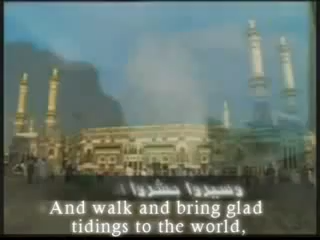 وسيروا بشروا
And walk and bring glad
tidings to the world,